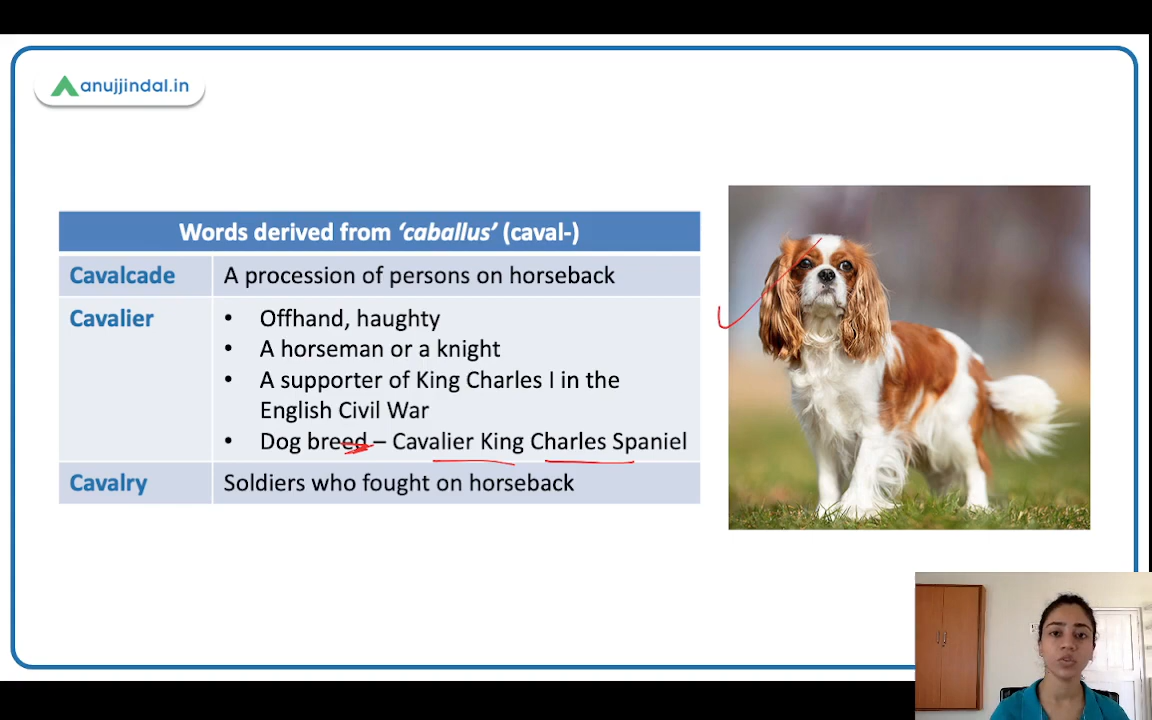 anujjindal.in
Words derived from ‘caballus’ (caval-)
Cavalcade A procession of persons on horseback
Cavalier • Offhand, haughty
• A horseman or a knight
• A supporter of King Charles I in the
English Civil War
• Dog breed – Cavalier King Charles Spaniel
Cavalry Soldiers who fought on horseback